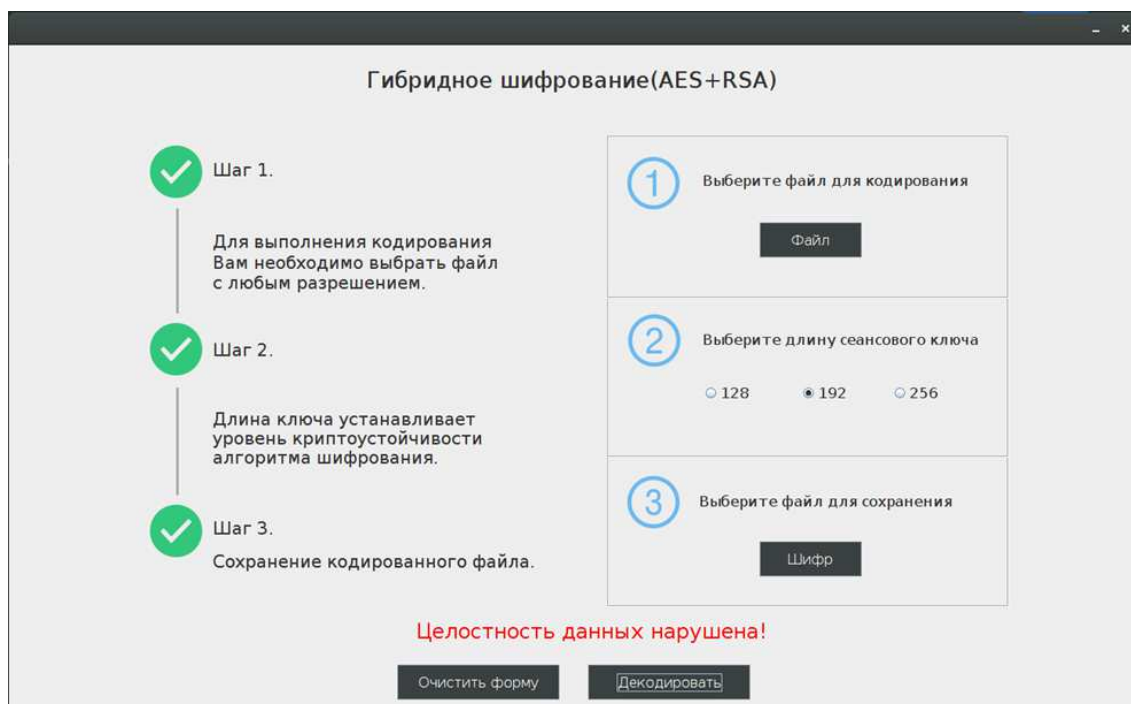 Гибридное шифрование(AES+RSA)
Шаг 1.
Для выполнения кодирования
Вам необходимо выбрать файл
с любым разрешением.
Шаг 2.
Длина ключа устанавливает
уровень криптоустойчивости
алгоритма шифрования.
Шаг 3.
Сохранение кодированного файла.
1
Выберите файл для кодирования
Файл
2
Выберите длину сеансового ключа
128 192 256
3
Выберите файл для сохранения
Шифр
Целостность данных нарушена!
Очистить форму Декодировать